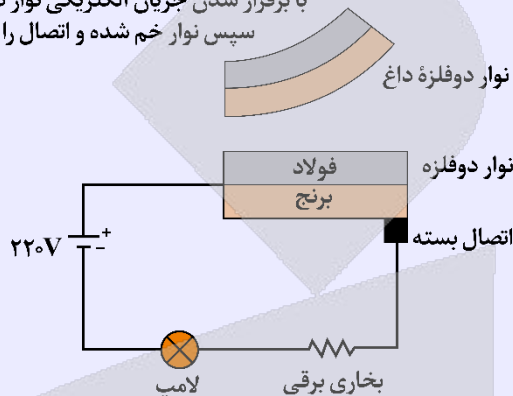 با برقرار شدن جریان الکتریکی نوار
سپس نوار خم شده و اتصال را
نوار دوفلزهٔ داغ
فولاد
نوار دوفلزه
برنج
۲۲۰V
+
−
اتصال بسته
لامپ
بخاری برقی